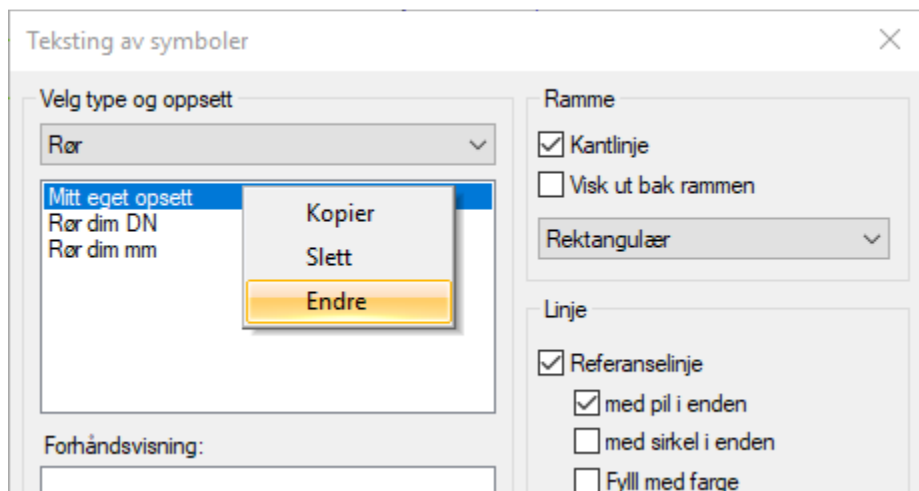 Teksting av symboler
Velg type og oppsett
Rør
Mitt eget opsett
Rør dim DN
Rør dim mm
Kopier
Slett
Endre
Forhåndsvisning:
Ramme
Kantlinje
Visk ut bak rammen
Rektangulær
Linje
Referanselinje
med pil i enden
med sirkel i enden
Fylll med farge